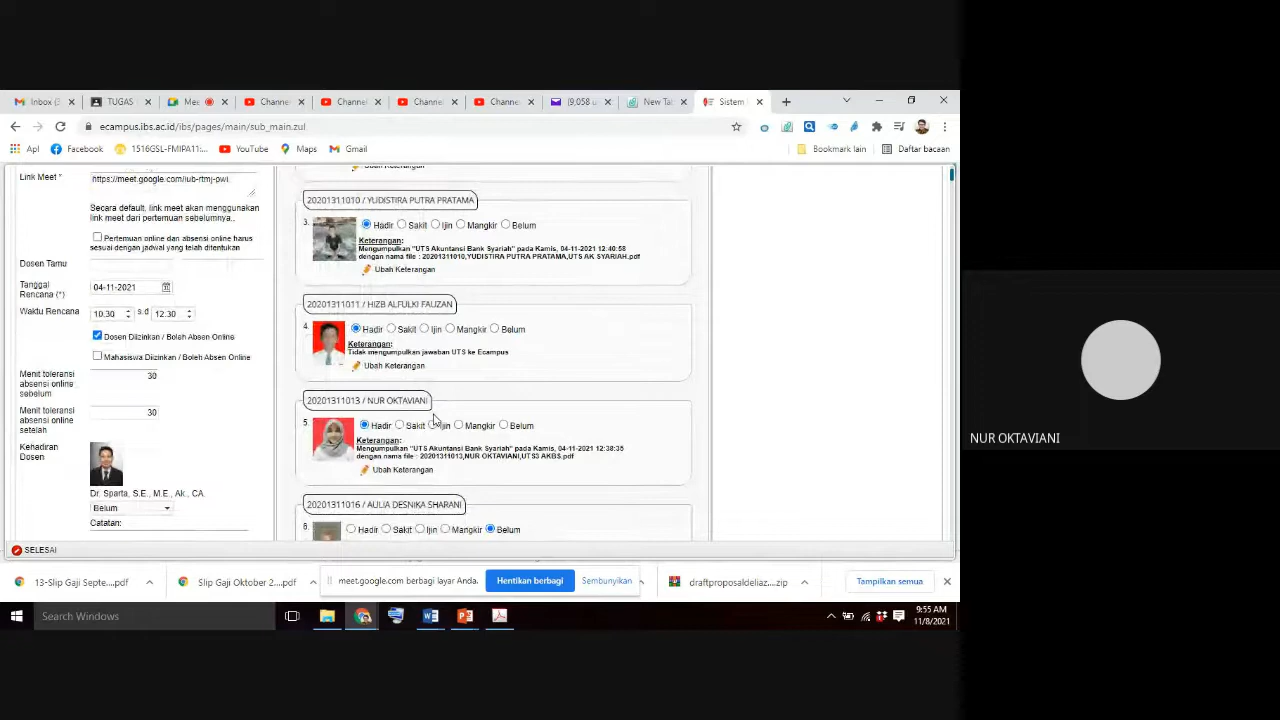 Inbox (3
TUGAS
Mee
Channe
Channel
Channel
Channe
(9,058 u
New Ta
Sistem
ecampus.ibs.ac.id/ibs/pages/main/sub_main.zul
Apl
Facebook
1516GSL-FMIPA11:...
YouTube
Maps
Gmail
Bookmark lain
Daftar bacaan
Link Meet *
https://meet.google.com/iub-rtmj-pwi
Secara default, link meet akan menggunakan
link meet dari pertemuan sebelumnya..
Pertemuan online dan absensi online harus
sesuai dengan jadwal yang telah ditentukan
Dosen Tamu
Tanggal
Rencana (*)
04-11-2021
Waktu Rencana
10.30 s.d 12.30
Dosen Diizinkan / Boleh Absen Online
Mahasiswa Diizinkan / Boleh Absen Online
Menit toleransi
absensi online
sebelum
30
Menit toleransi
absensi online
setelah
30
Kehadiran
Dosen
Dr. Sparta, S.E., M.E., Ak., CA.
Belum
Catatan:
Ubah Keterangan
20201311010 / YUDISTIRA PUTRA PRATAMA
3.
Hadir Sakit Ijin Mangkir Belum
Keterangan:
Mengumpulkan "UTS Akuntansi Bank Syariah" pada Kamis, 04-11-2021 12:40:58
dengan nama file : 20201311010,YUDISTIRA PUTRA PRATAMA,UTS AK SYARIAH.pdf
Ubah Keterangan
20201311011 / HIZB ALFULKI FAUZAN
4.
Hadir Sakit Ijin Mangkir Belum
Keterangan:
Tidak mengumpulkan jawaban UTS ke Ecampus
Ubah Keterangan
20201311013 / NUR OKTAVIANI
5.
Hadir Sakit Ijin Mangkir Belum
Keterangan:
Mengumpulkan "UTS Akuntansi Bank Syariah" pada Kamis, 04-11-2021 12:38:35
dengan nama file : 20201311013,NUR OKTAVIANI,UTS3 AKBS.pdf
Ubah Keterangan
20201311016 / AULIA DESNIKA SHARANI
6.
Hadir Sakit Ijin Mangkir Belum
SELESAI
13-Slip Gaji Septe....pdf
Slip Gaji Oktober 2....pdf
meet.google.com berbagi layar Anda.
Hentikan berbagi
Sembunyikan
draftproposaldeliaz....zip
Tampilkan semua
Search Windows
9:55 AM
11/8/2021
NUR OKTAVIANI